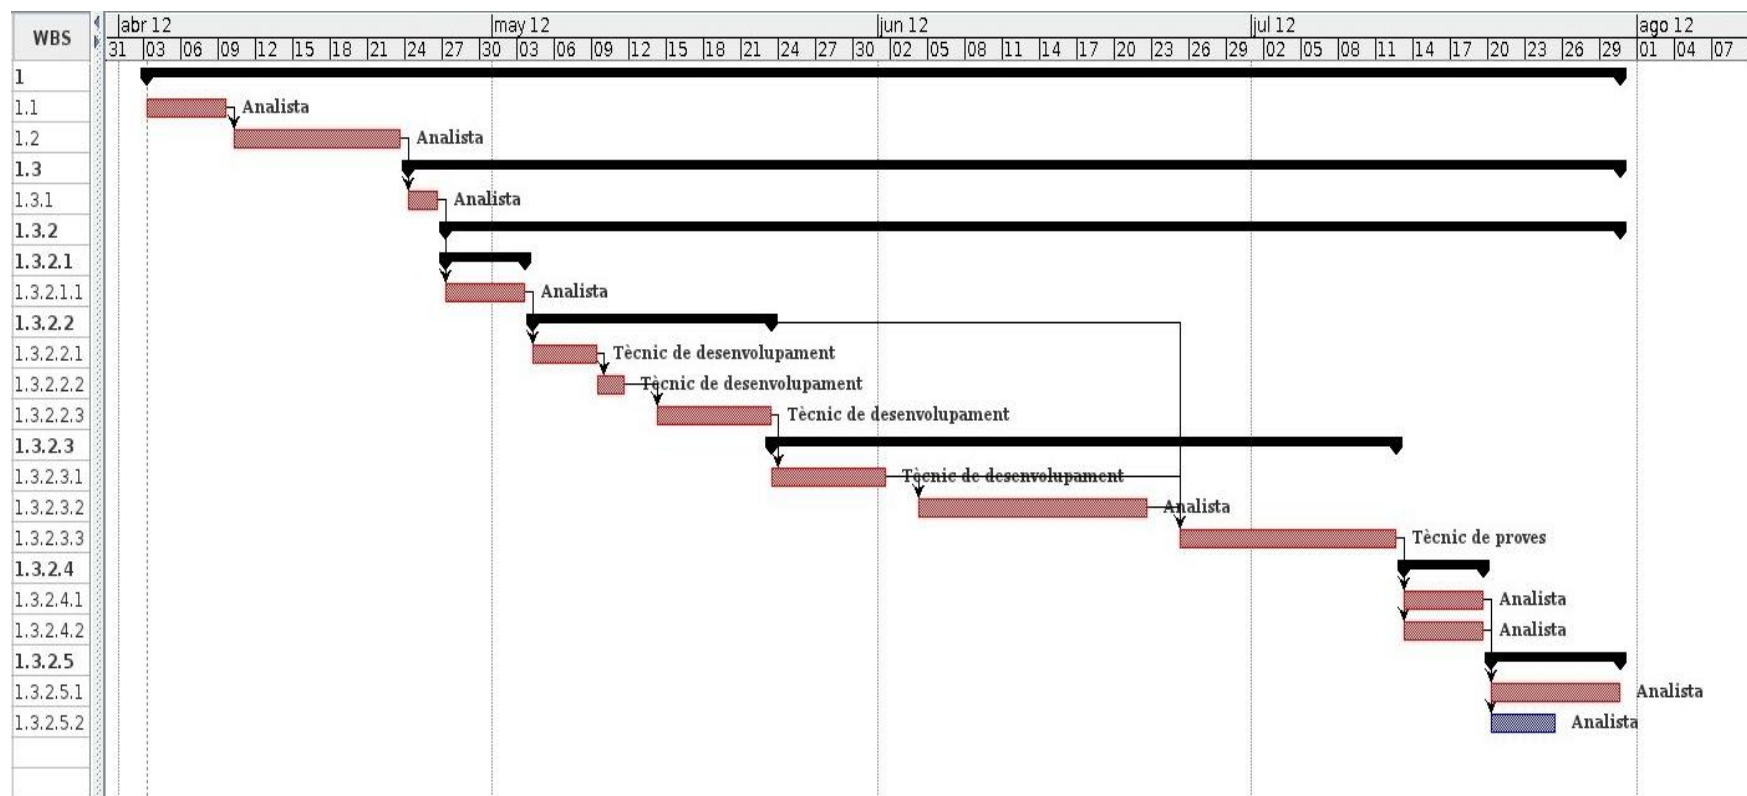 WBS
abr 12 may 12 jun 12 jul 12 ago 12
31 03 06 09 12 15 18 21 24 27 30 03 06 09 12 15 18 21 24 27 30 02 05 08 11 14 17 20 23 26 29 02 05 08 11 14 17 20 23 26 29 01 04 07
1
1.1 Analista
1.2 Analista
1.3
1.3.1 Analista
1.3.2
1.3.2.1
1.3.2.1.1 Analista
1.3.2.2
1.3.2.2.1 Tècnic de desenvolupament
1.3.2.2.2 Tècnic de desenvolupament
1.3.2.2.3 Tècnic de desenvolupament
1.3.2.3
1.3.2.3.1 Tècnic de desenvolupament
1.3.2.3.2 Analista
1.3.2.3.3 Tècnic de proves
1.3.2.4
1.3.2.4.1 Analista
1.3.2.4.2 Analista
1.3.2.5
1.3.2.5.1 Analista
1.3.2.5.2 Analista